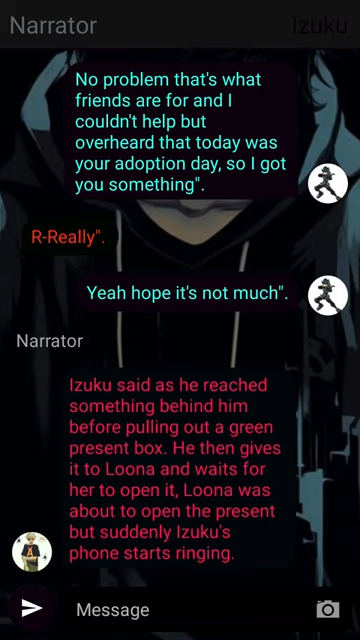 Narrator
Izuku
No problem that's what
friends are for and I
couldn't help but
overheard that today was
your adoption day, so I got
you something".
R-Really".
Yeah hope it's not much".
Narrator
Izuku said as he reached
something behind him
before pulling out a green
present box. He then gives
it to Loona and waits for
her to open it, Loona was
about to open the present
but suddenly Izuku's
phone starts ringing.
Message